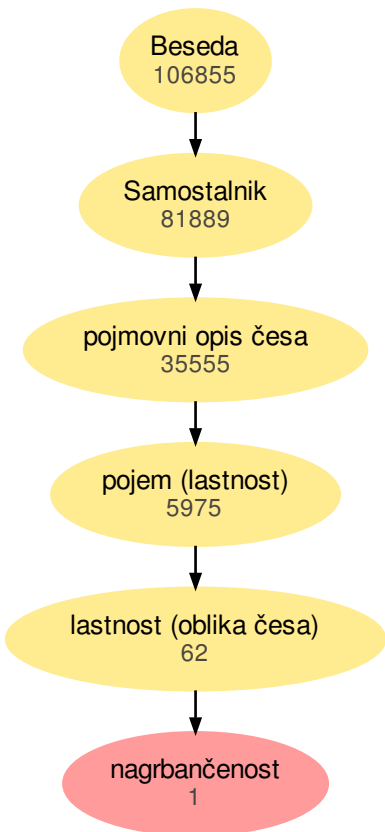 Beseda
106855
Samostalnik
81889
pojmovni opis česa
35555
pojem (lastnost)
5975
lastnost (oblika česa)
62
nagrbančenost
1